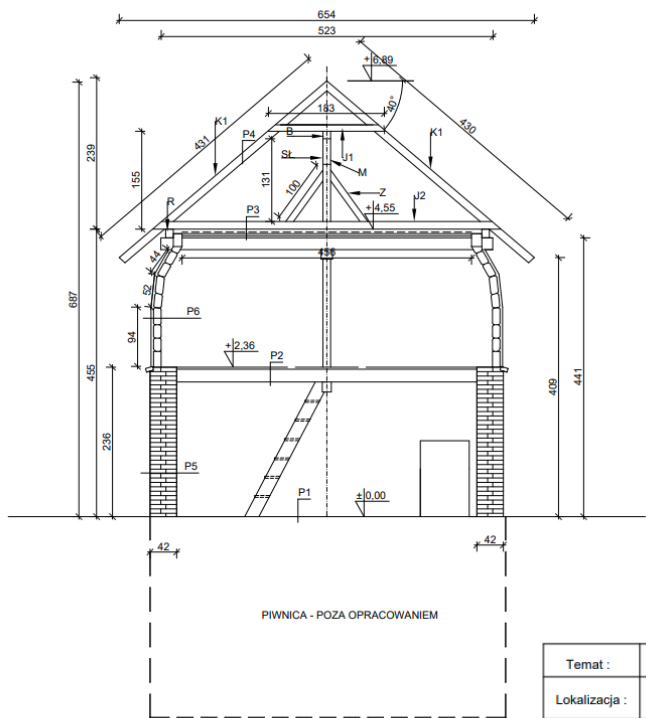 654
523
+6,89
183
40°
K1
431
P4
B
K1
430
239
SŁ
J1
M
155
131
100
Z
R
P3
+4,55
J2
44
456
52
687
P6
94
+2,36
P2
455
409
441
236
P5
P1
±0,00
42
42
PIWNICA - POZA OPRACOWANIEM
Temat :
Lokalizacja :